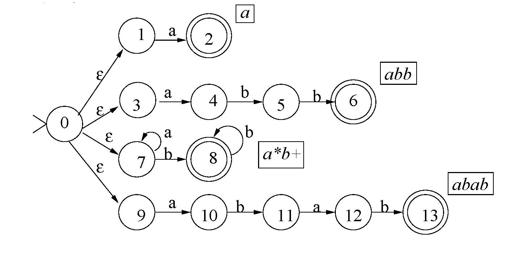 a
1 a 2
ε
abb
ε 3 a 4 b 5 b 6
0
ε 7 a b 8 b a*b+
ε
abab
9 a 10 b 11 a 12 b 13